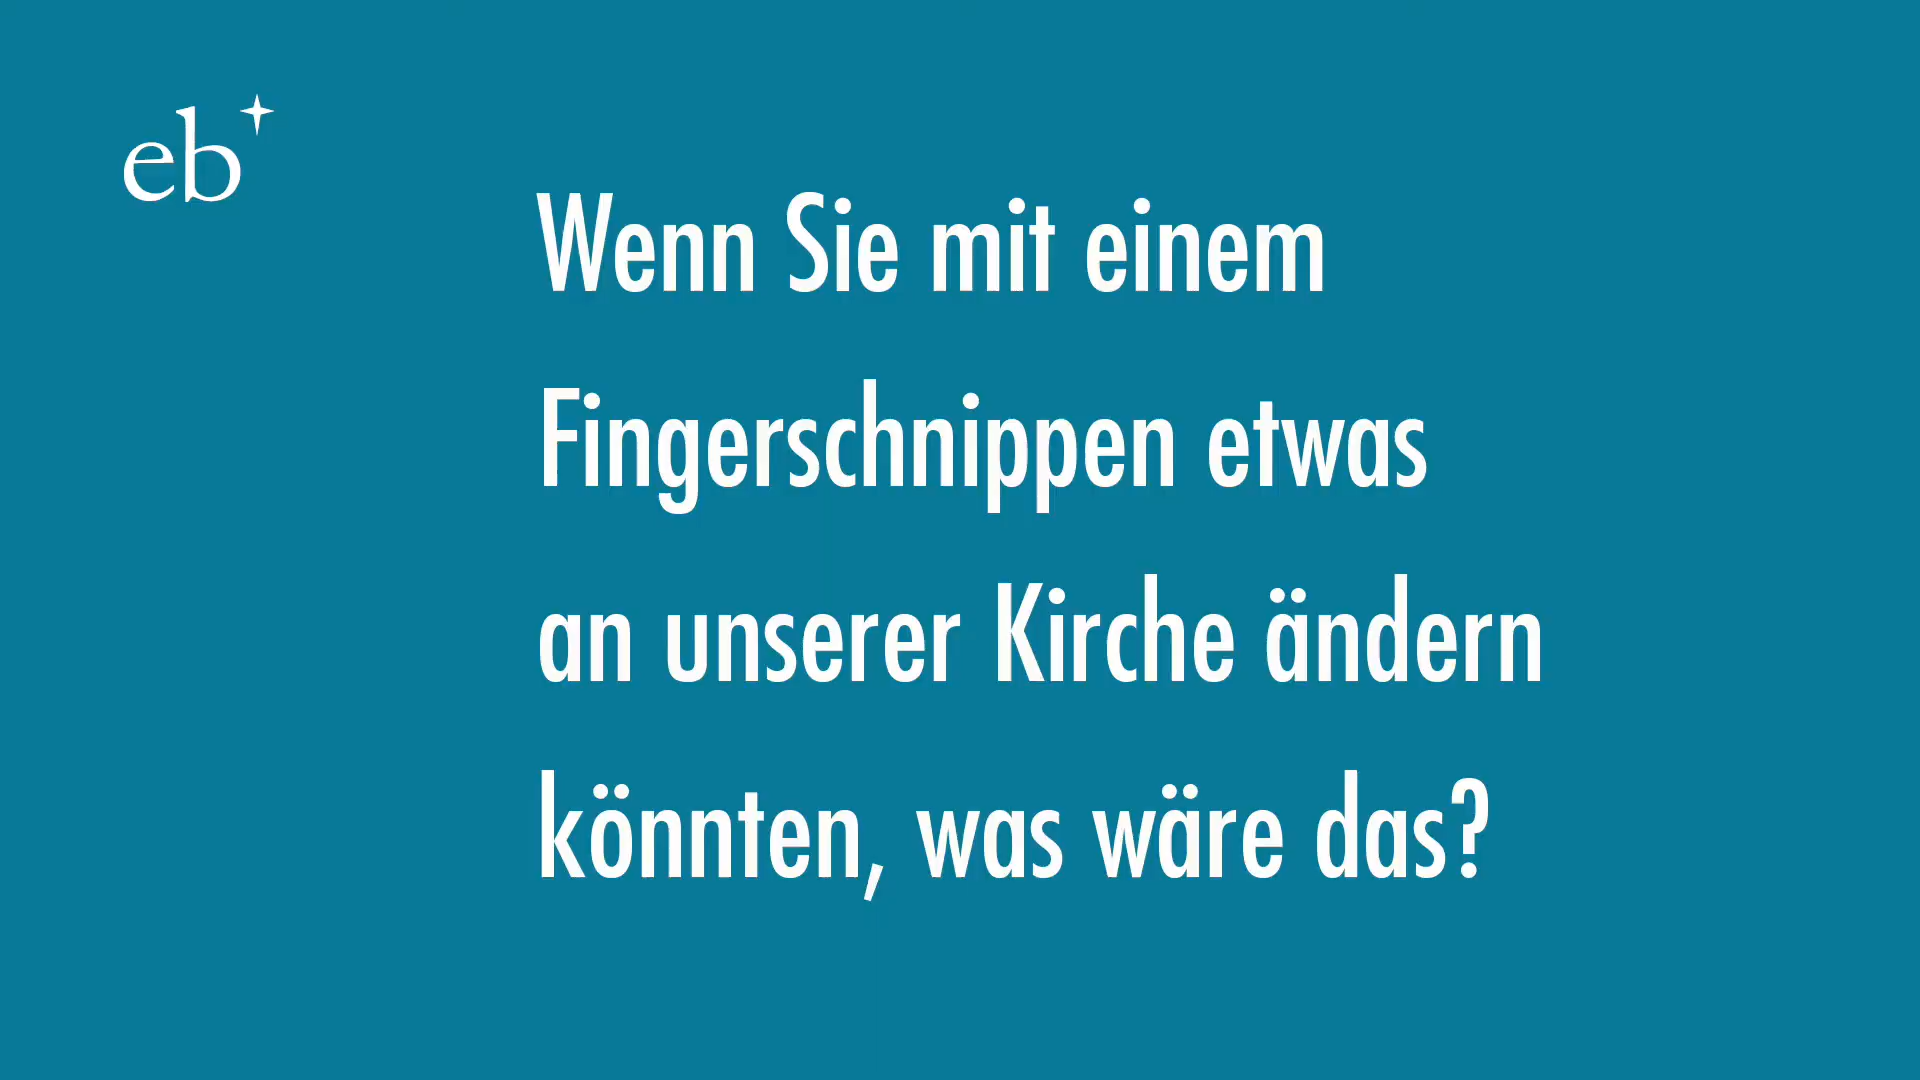 eb
Wenn Sie mit einem
Fingerschnippen etwas
an unserer Kirche ändern
könnten, was wäre das?